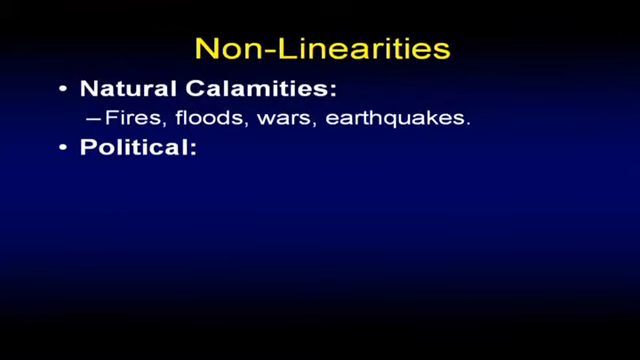 Non-Linearities
• Natural Calamities:
– Fires, floods, wars, earthquakes.
• Political: